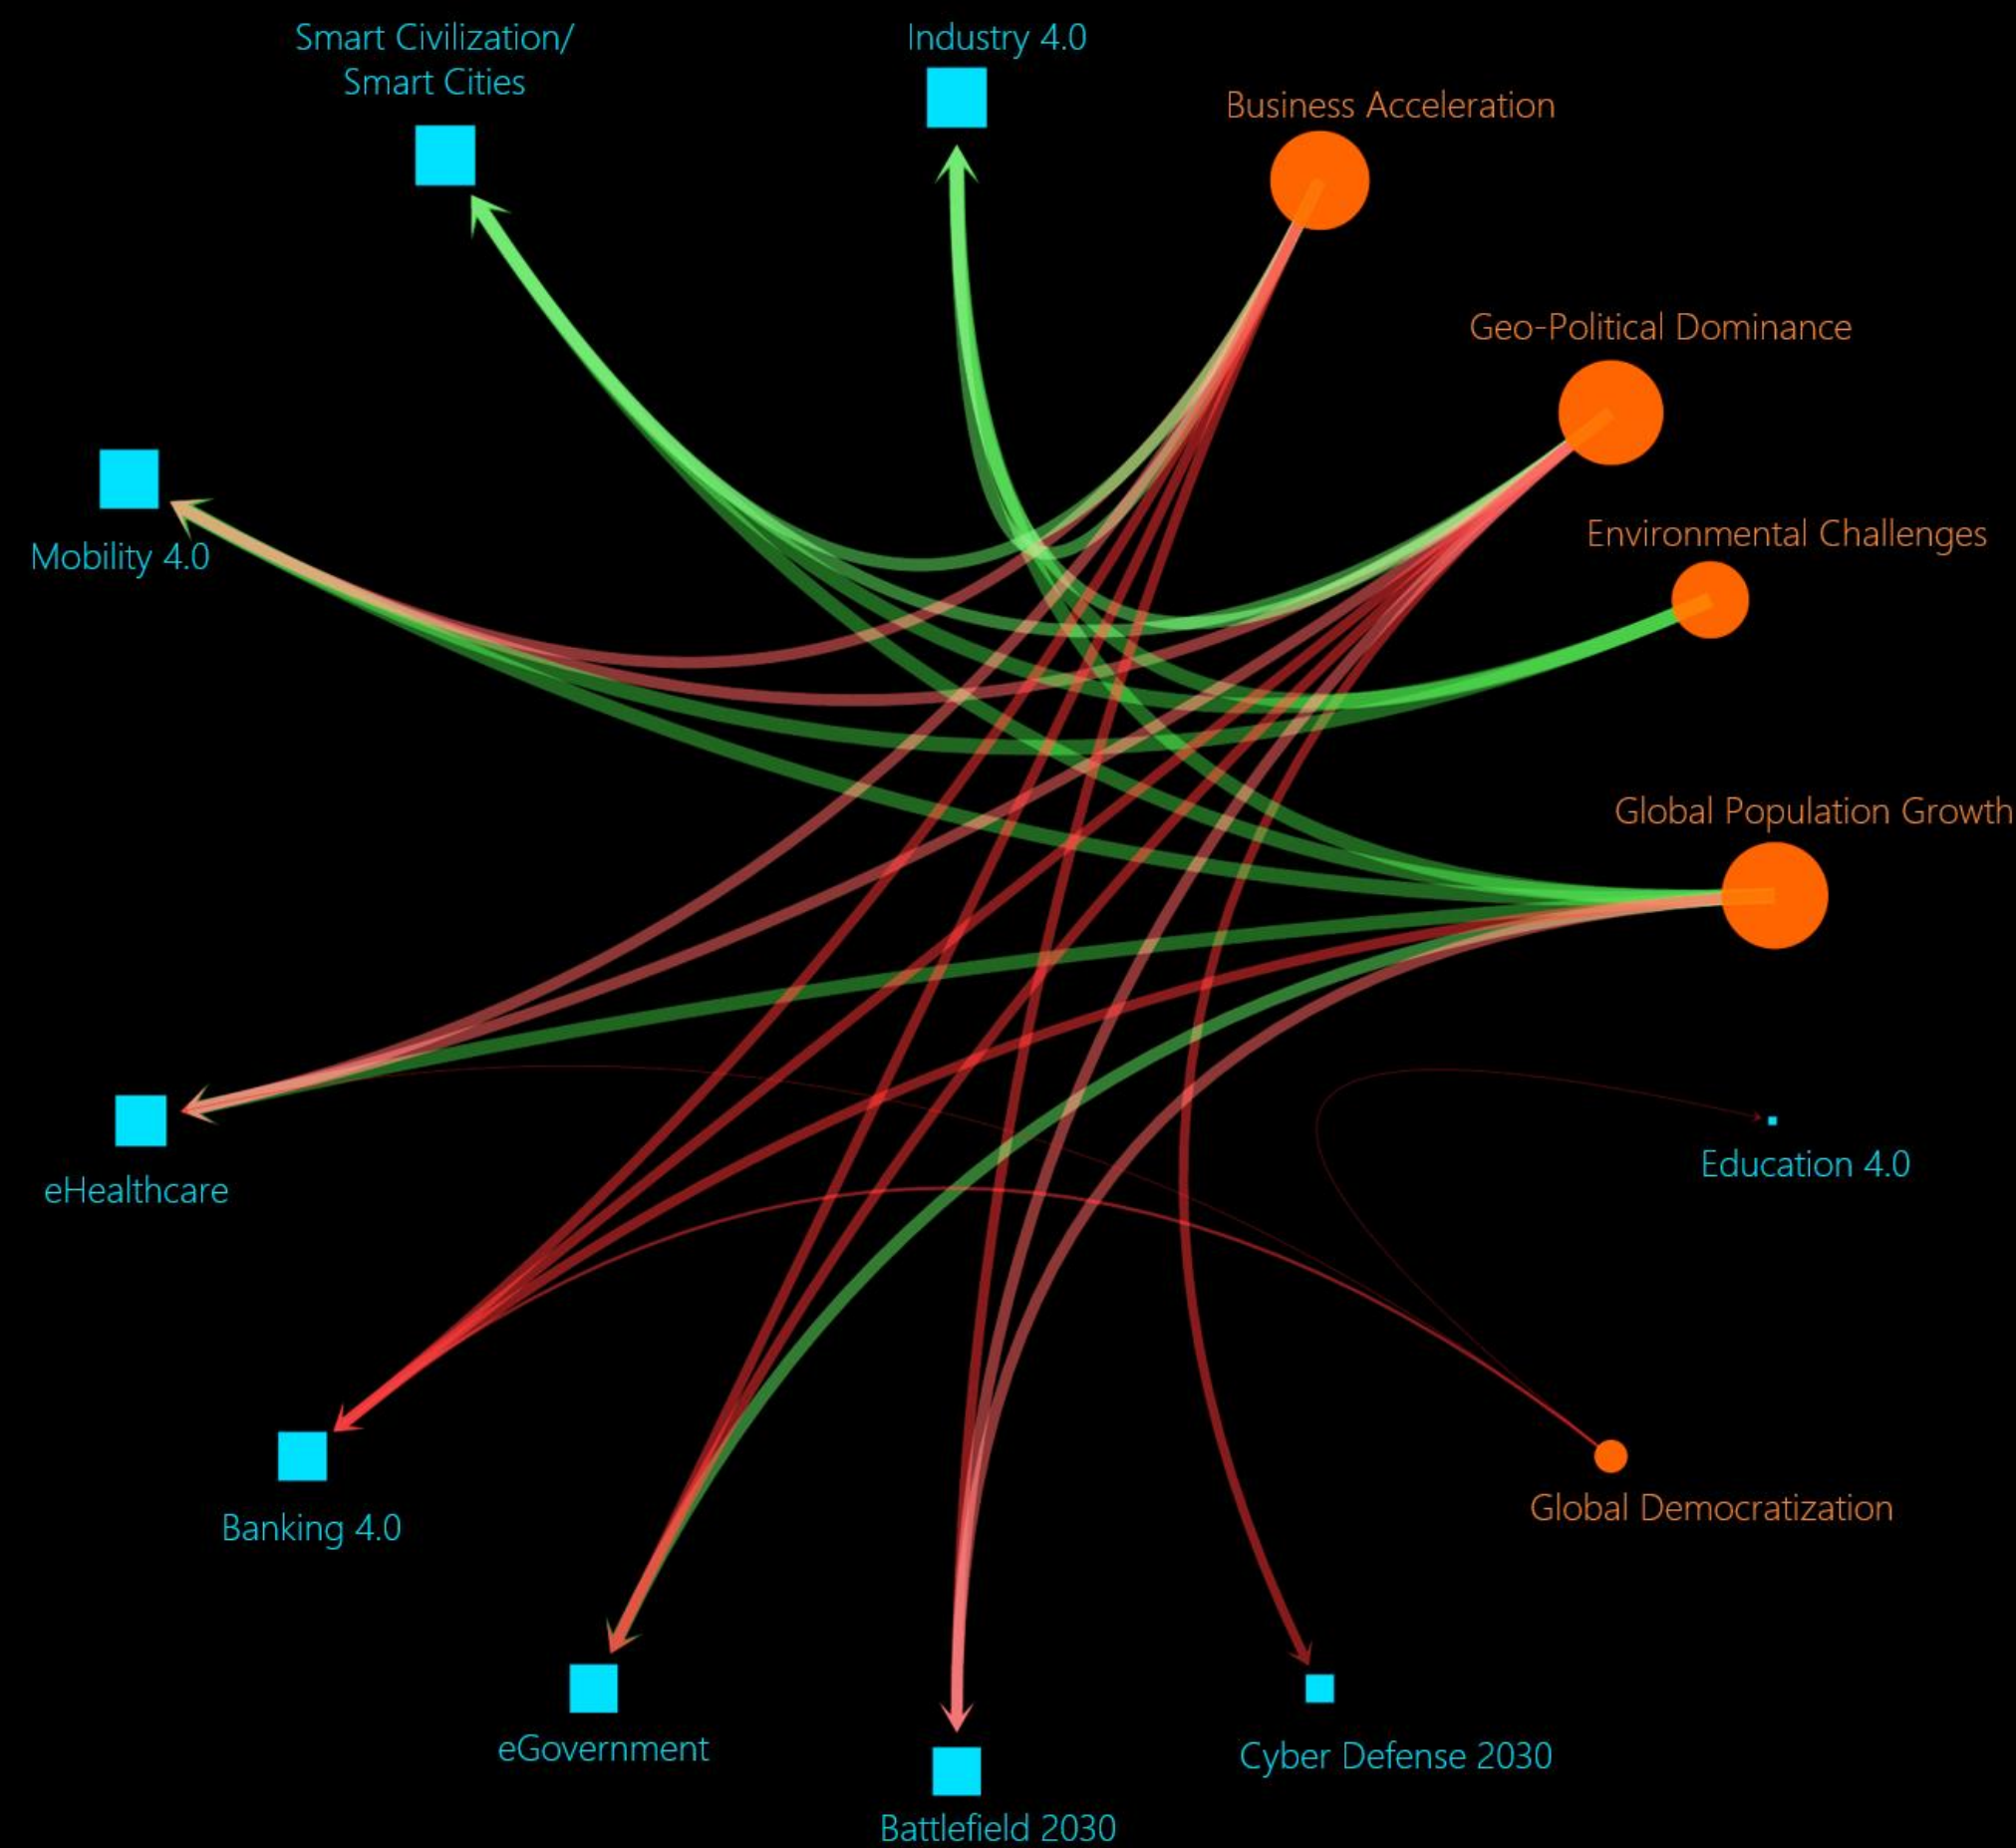 Smart Civilization/
Smart Cities
Industry 4.0
Business Acceleration
Geo-Political Dominance
Environmental Challenges
Mobility 4.0
Global Population Growth
Education 4.0
eHealthcare
Global Democratization
Banking 4.0
eGovernment
Cyber Defense 2030
Battlefield 2030